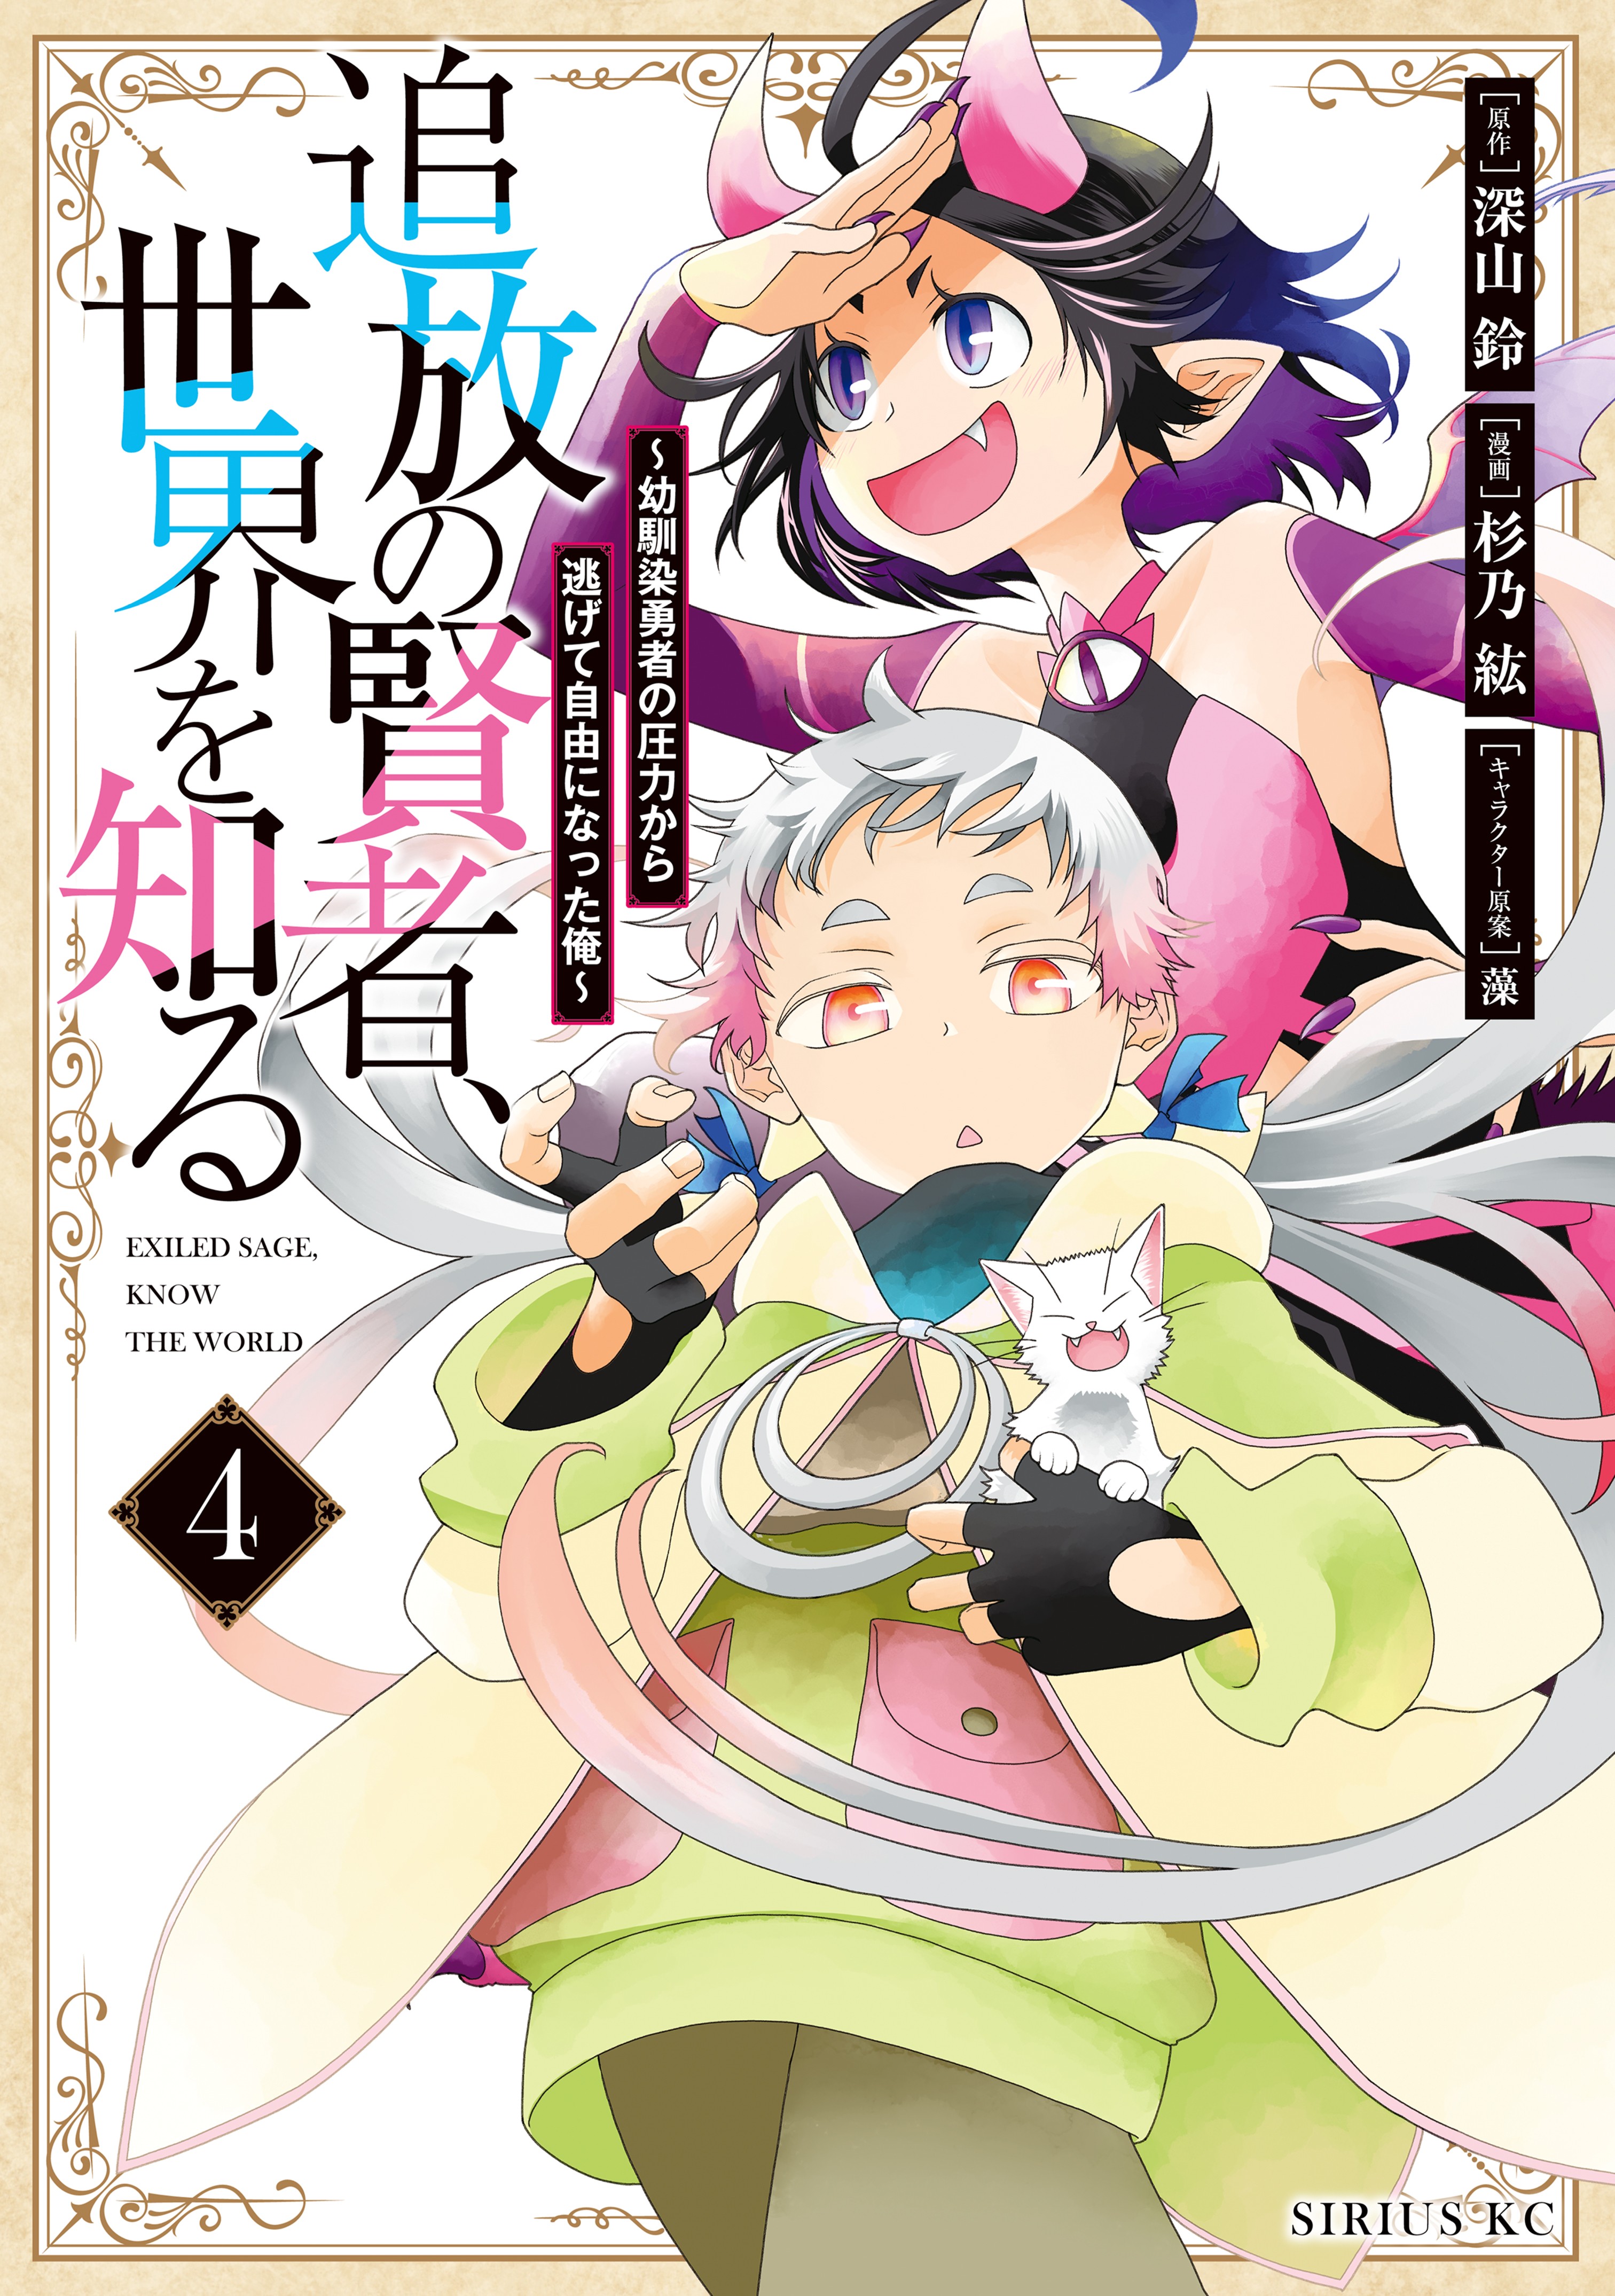 追放の賢者、
世界を知る
～幼馴染勇者の圧力から
逃げて自由になった俺～
EXILED SAGE,
KNOW
THE WORLD
4
［原作］深山 鈴
［漫画］杉乃 紘
［キャラクター原案］藻
SIRIUS KC